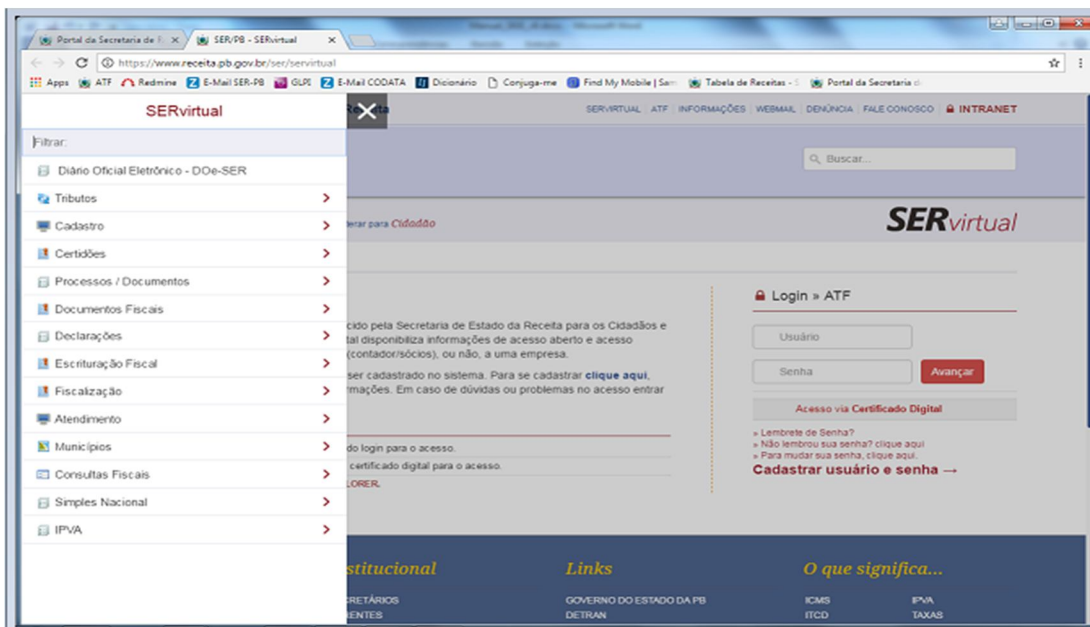 Portal da Secretaria de
SER/PB - SERvirtual
https://www.receita.pb.gov.br/ser/servirtual
Apps ATF Redmine E-Mail SER-PB GLPI E-Mail CODATA Dicionário Conjuga-me Find My Mobile | Sam Tabela de Receitas - Portal da Secretaria d
SERvirtual
SERVIRTUAL ATF INFORMAÇÕES WEBMAIL DENÚNCIA FALE CONOSCO INTRANET
Filtrar:
Buscar...
Diário Oficial Eletrônico - DOe-SER
Tributos
Cadastro
Certidões
Processos / Documentos
Documentos Fiscais
Declarações
Escrituração Fiscal
Fiscalização
Atendimento
Municípios
Consultas Fiscais
Simples Nacional
IPVA
erar para Cidadão
SERvirtual
cido pela Secretaria de Estado da Receita para os Cidadãos e
tal disponibiliza informações de acesso aberto e acesso
(contador/sócios), ou não, a uma empresa.
ser cadastrado no sistema. Para se cadastrar clique aqui,
rmações. Em caso de dúvidas ou problemas no acesso entrar
do login para o acesso.
certificado digital para o acesso.
LORER.
Login » ATF
Usuário
Senha
Avançar
Acesso via Certificado Digital
» Lembrete de Senha?
» Não lembrou sua senha? clique aqui
» Para mudar sua senha, clique aqui.
Cadastrar usuário e senha →
stitucional
CRETÁRIOS
RENTES
Links
GOVERNO DO ESTADO DA PB
DETRAN
O que significa...
ICMS IPVA
ITCD TAXAS